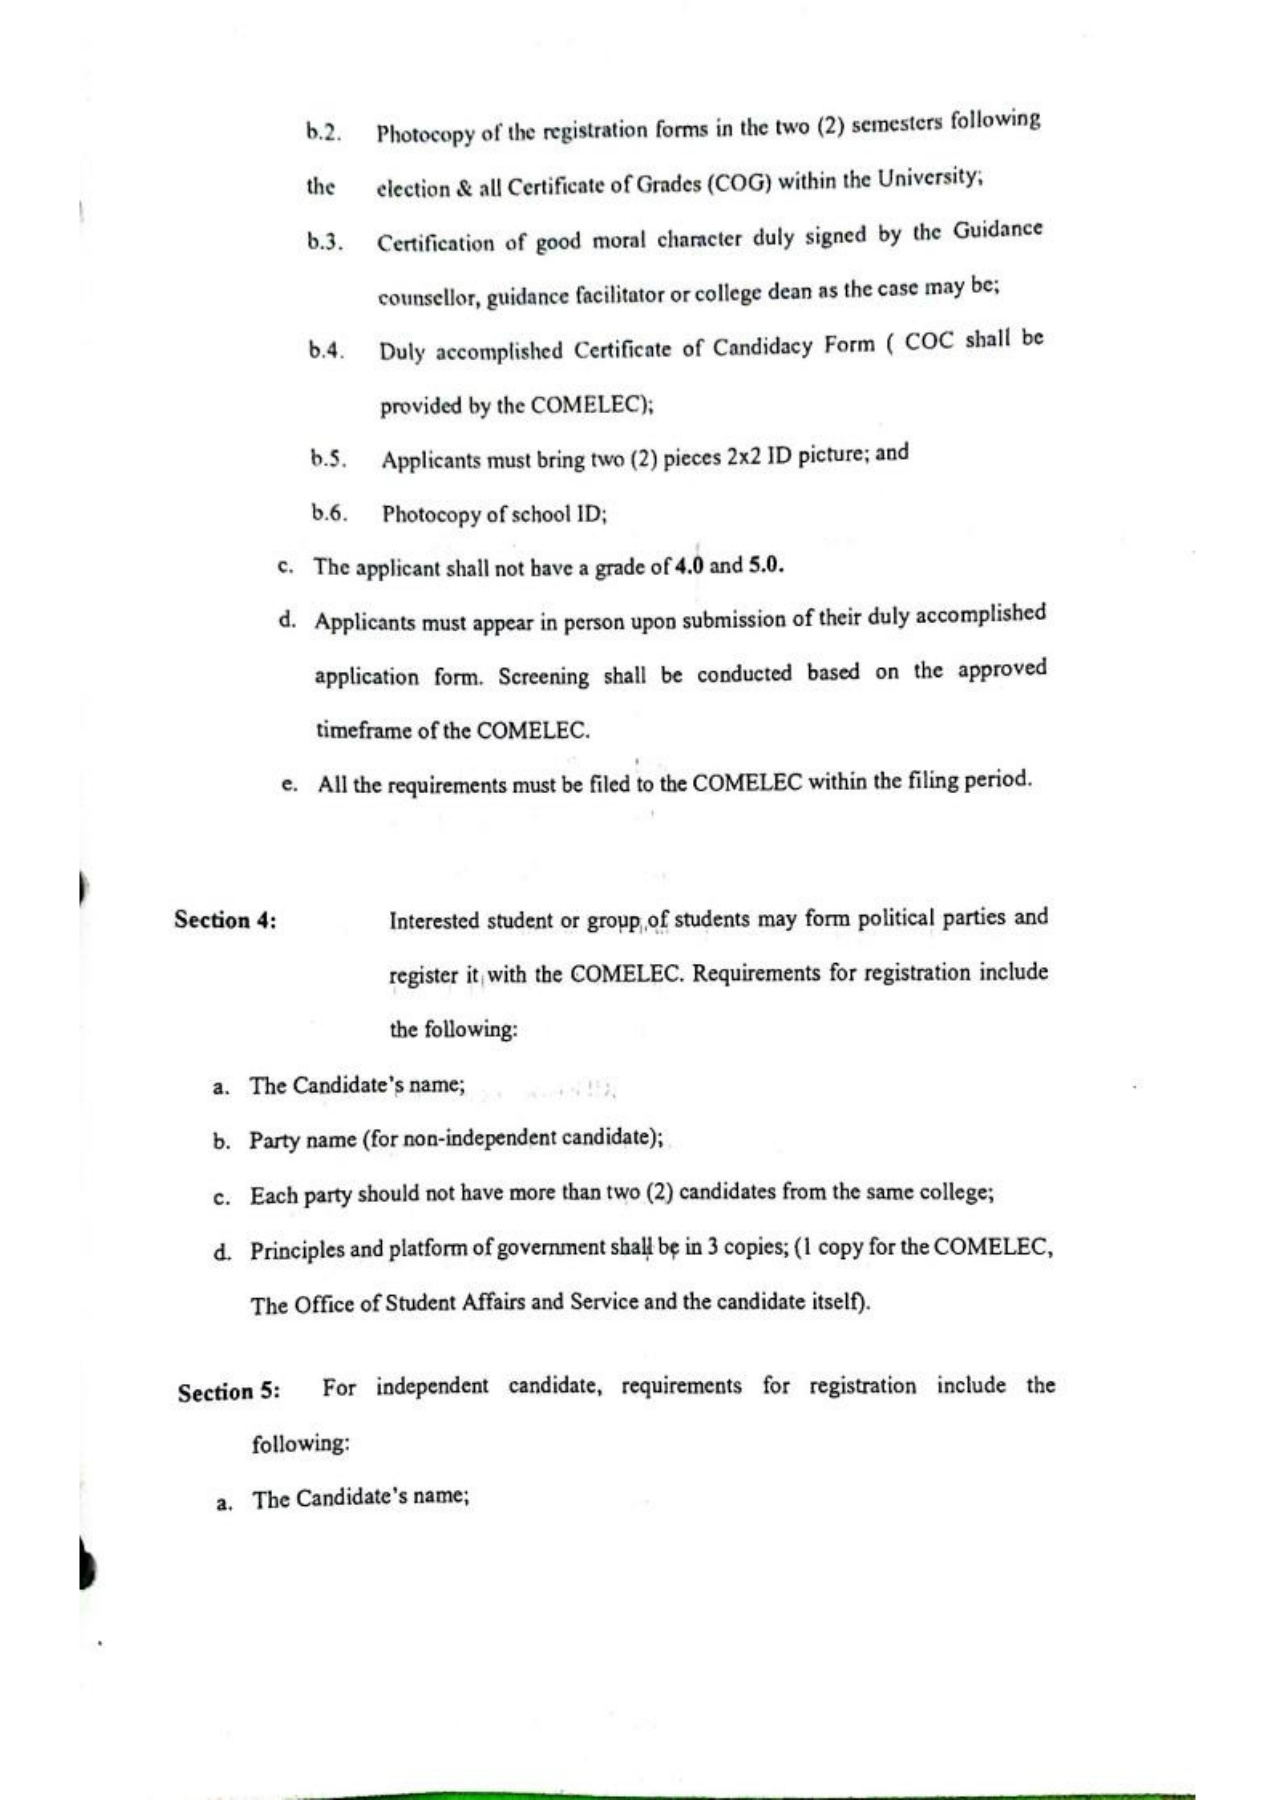 b.2. Photocopy of the registration forms in the two (2) semesters following
the election & all Certificate of Grades (COG) within the University;
b.3. Certification of good moral character duly signed by the Guidance
counsellor, guidance facilitator or college dean as the case may be;
b.4. Duly accomplished Certificate of Candidacy Form ( COC shall be
provided by the COMELEC);
b.5. Applicants must bring two (2) pieces 2x2 ID picture; and
b.6. Photocopy of school ID;
c. The applicant shall not have a grade of 4.0 and 5.0.
d. Applicants must appear in person upon submission of their duly accomplished
application form. Screening shall be conducted based on the approved
timeframe of the COMELEC.
e. All the requirements must be filed to the COMELEC within the filing period.
Section 4: Interested student or group of students may form political parties and
register it with the COMELEC. Requirements for registration include
the following:
a. The Candidate's name;
b. Party name (for non-independent candidate);
c. Each party should not have more than two (2) candidates from the same college;
d. Principles and platform of government shall be in 3 copies; (1 copy for the COMELEC,
The Office of Student Affairs and Service and the candidate itself).
Section 5: For independent candidate, requirements for registration include the
following:
a. The Candidate's name;